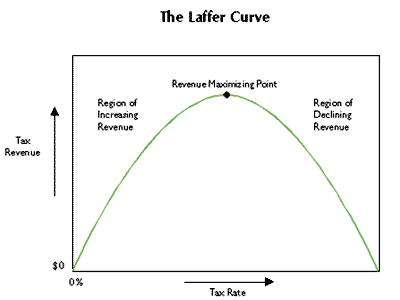 The Laffer Curve
Revenue Maximizing Point
Region of
Increasing
Revenue
Region of
Declining
Revenue
Tax
Revenue
$0
0%
Tax Rate